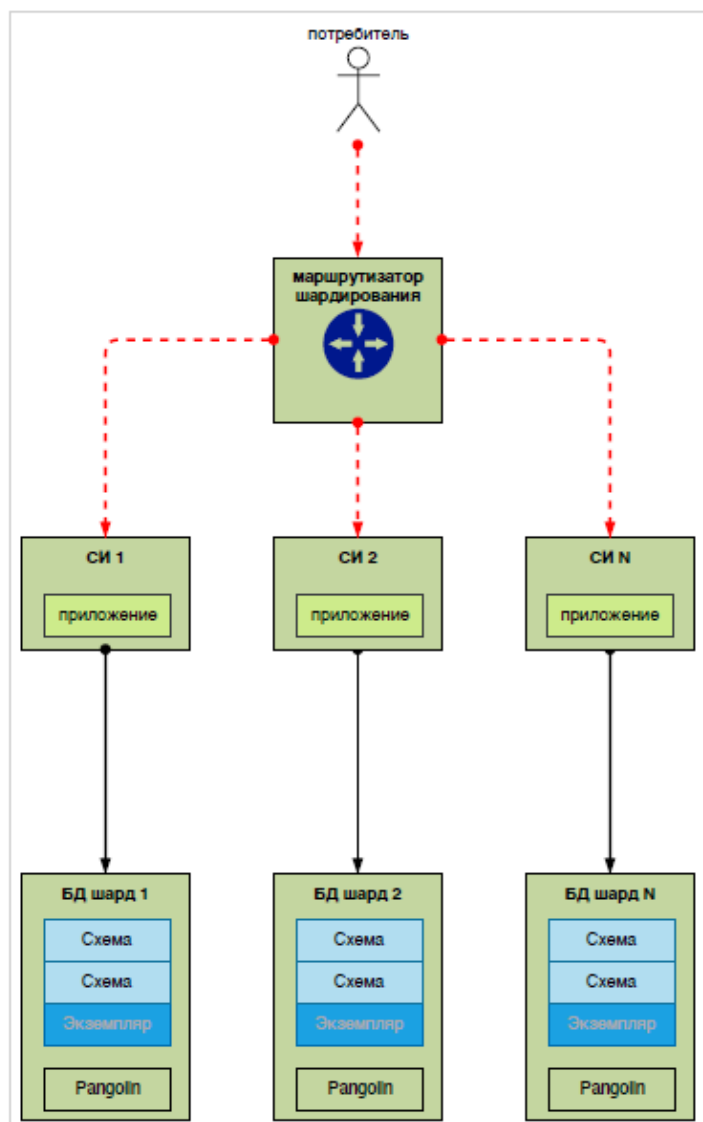 потребитель
маршрутизатор
шардирования
СИ 1
СИ 2
СИ N
приложение
приложение
приложение
БД шард 1
БД шард 2
БД шард N
Схема
Схема
Схема
Схема
Схема
Схема
Экземпляр
Экземпляр
Экземпляр
Pangolin
Pangolin
Pangolin